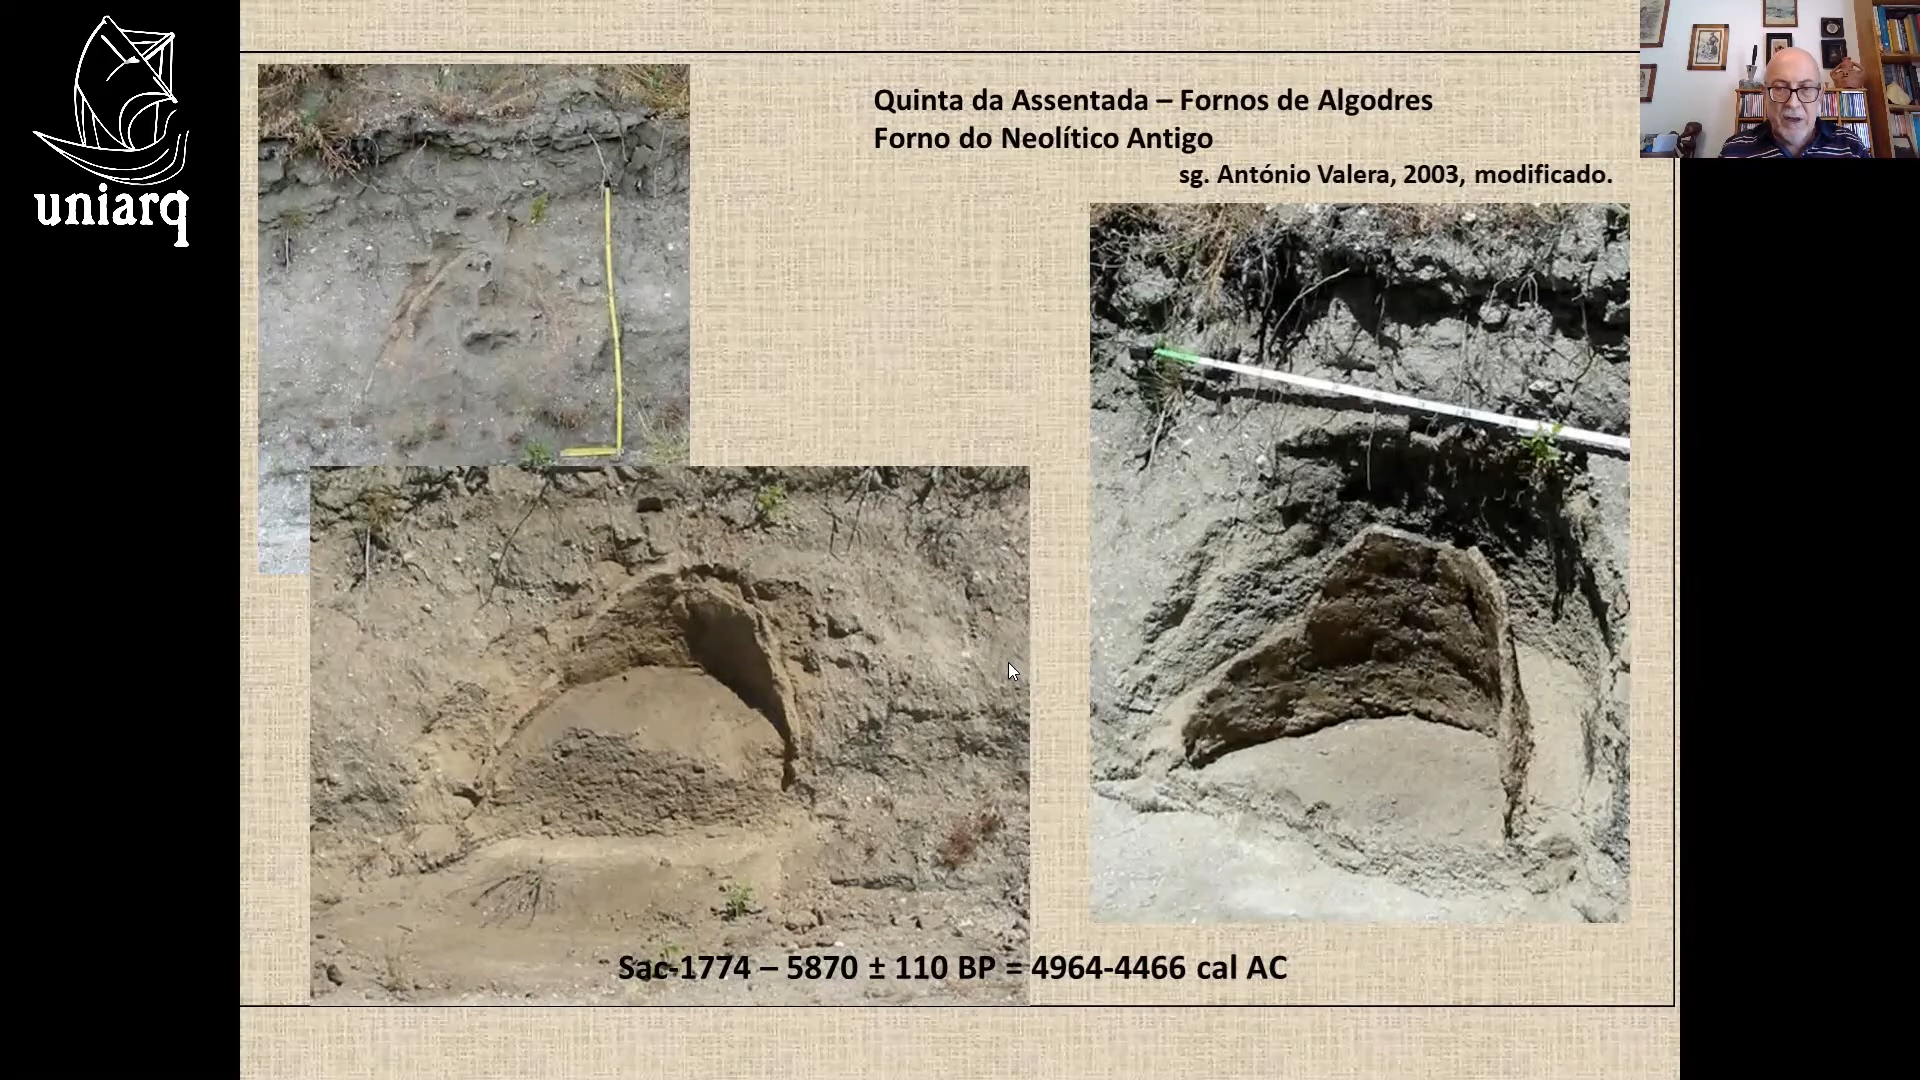 uniarq
Quinta da Assentada – Fornos de Algodres
Forno do Neolítico Antigo
sg. António Valera, 2003, modificado.
Sac-1774 – 5870 ± 110 BP = 4964-4466 cal AC